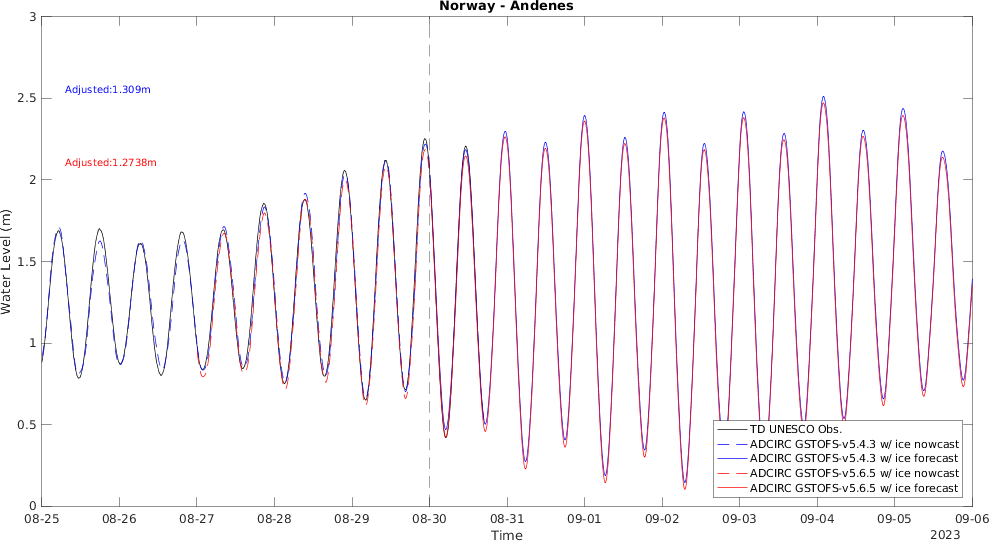 Norway - Andenes
3
2.5
2
1.5
1
0.5
0
Water Level (m)
Adjusted:1.309m
Adjusted:1.2738m
TD UNESCO Obs.
ADCIRC GSTOFS-v5.4.3 w/ ice nowcast
ADCIRC GSTOFS-v5.4.3 w/ ice forecast
ADCIRC GSTOFS-v5.6.5 w/ ice nowcast
ADCIRC GSTOFS-v5.6.5 w/ ice forecast
08-25 08-26 08-27 08-28 08-29 08-30 08-31 09-01 09-02 09-03 09-04 09-05 09-06
Time
2023